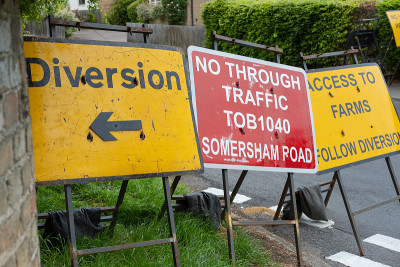 Diversion
NO THROUGH
TRAFFIC
TOB1040
SOMERSHAM ROAD
ACCESS TO
FARMS
FOLLOW DIVERSION